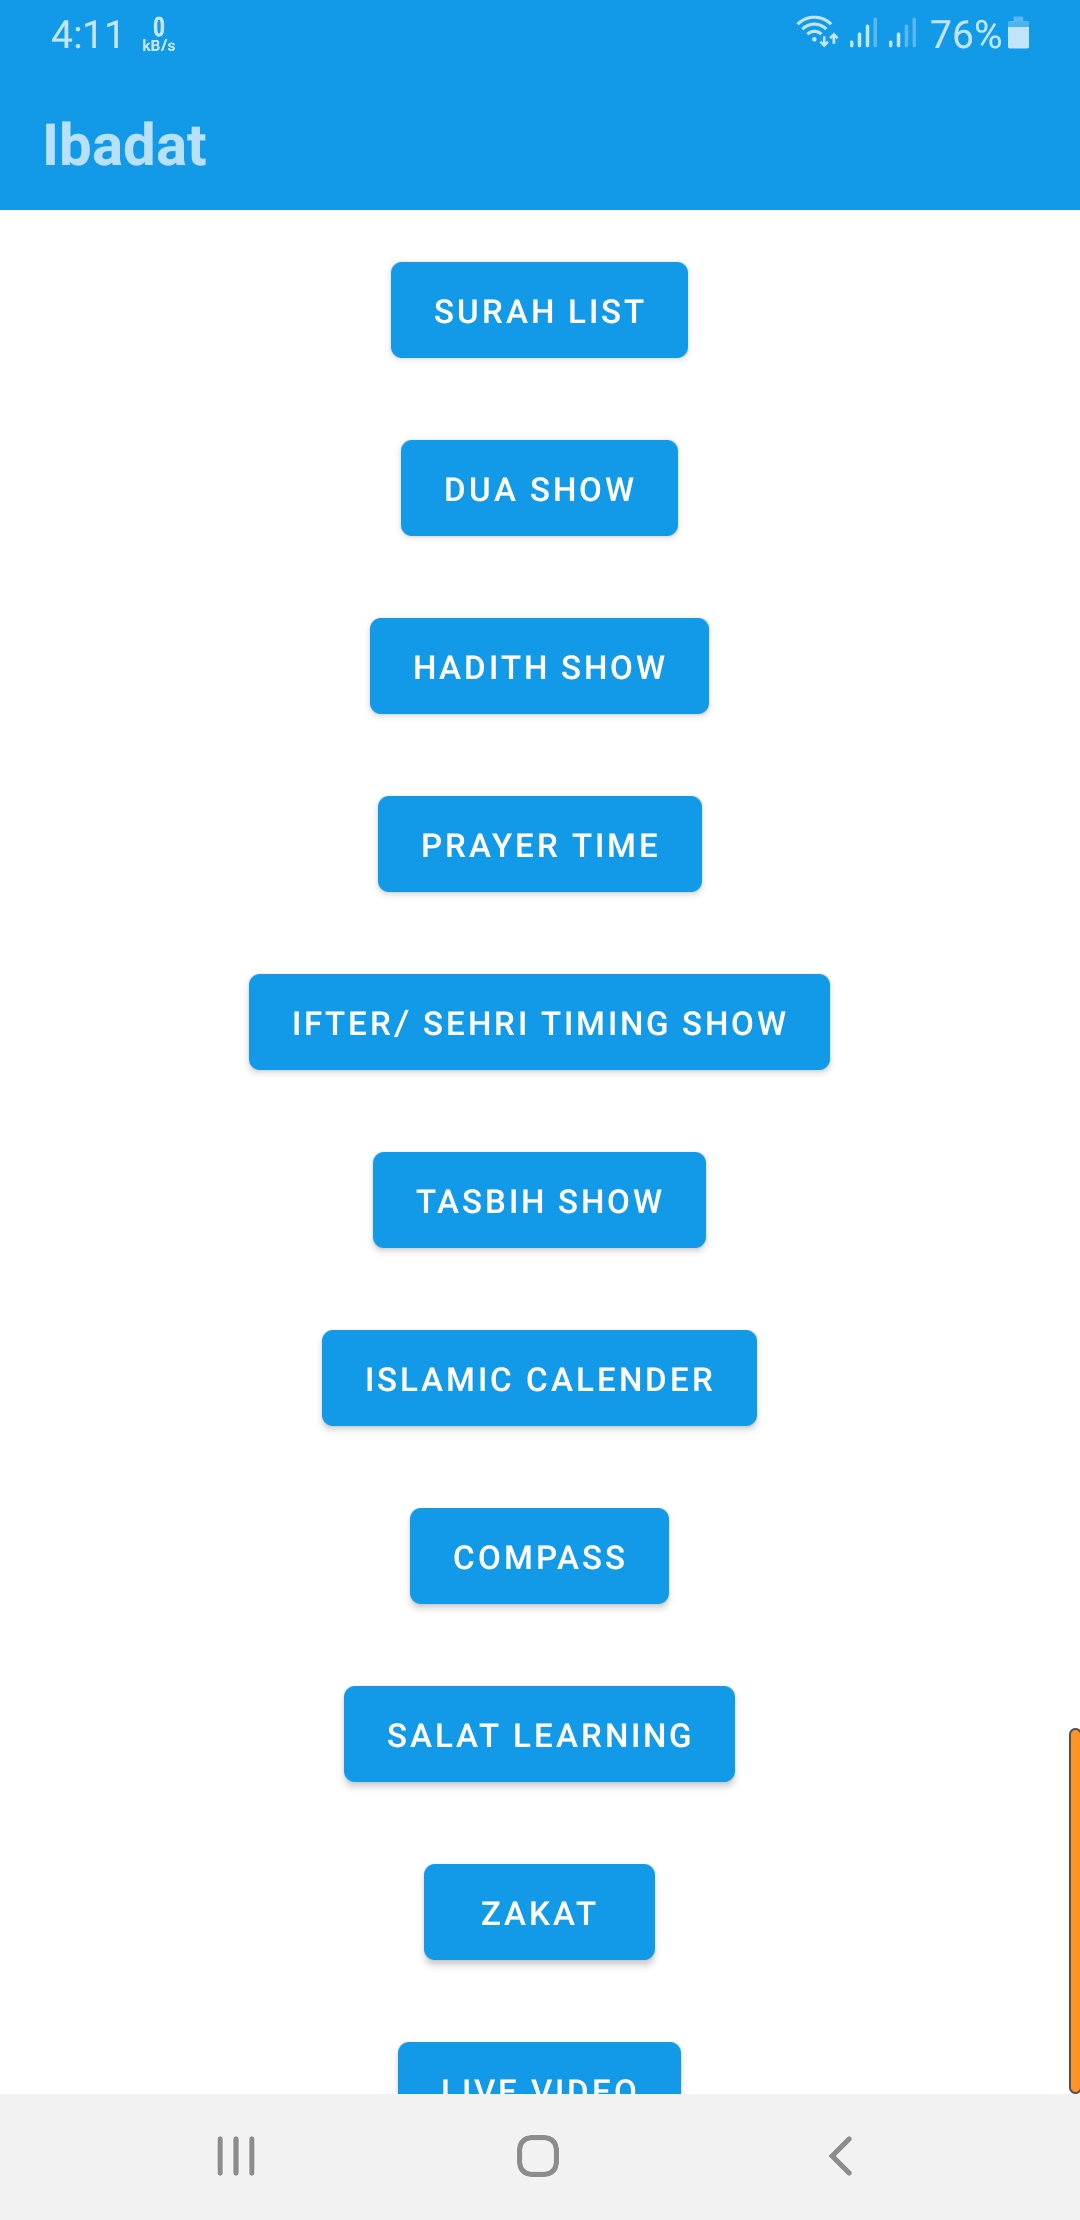 4:11 0 kB/s 76%
Ibadat
SURAH LIST
DUA SHOW
HADITH SHOW
PRAYER TIME
IFTER/ SEHRI TIMING SHOW
TASBIH SHOW
ISLAMIC CALENDER
COMPASS
SALAT LEARNING
ZAKAT
LIVE VIDEO